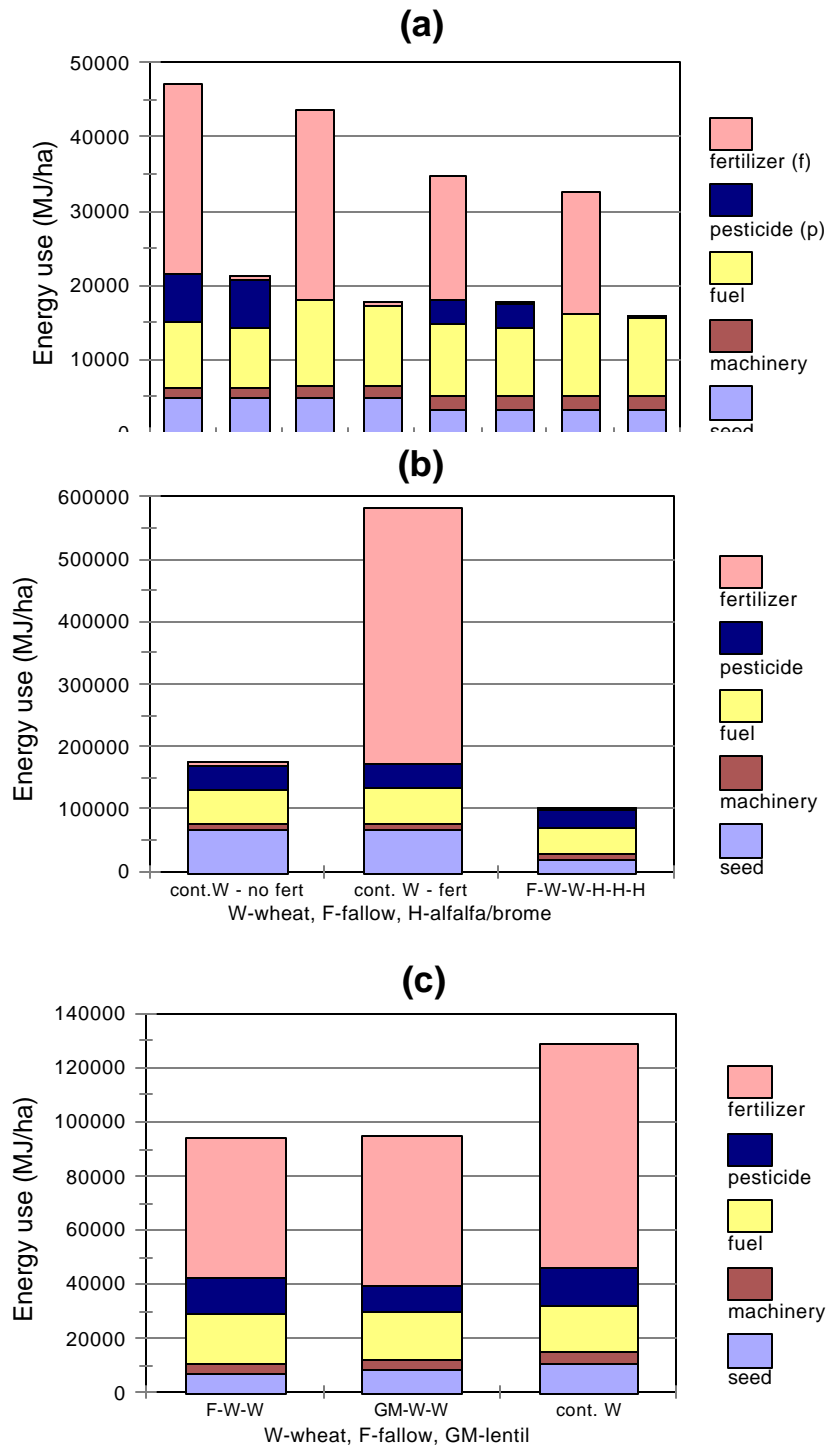 (a)
50000
40000
30000
20000
10000
0
Energy use (MJ/ha)
fertilizer (f)
pesticide (p)
fuel
machinery
seed
(b)
600000
500000
400000
300000
200000
100000
0
Energy use (MJ/ha)
fertilizer
pesticide
fuel
machinery
seed
cont.W - no fert
cont. W - fert
F-W-W-H-H-H
W-wheat, F-fallow, H-alfalfa/brome
(c)
140000
120000
100000
80000
60000
40000
20000
0
Energy use (MJ/ha)
fertilizer
pesticide
fuel
machinery
seed
F-W-W
GM-W-W
cont. W
W-wheat, F-fallow, GM-lentil